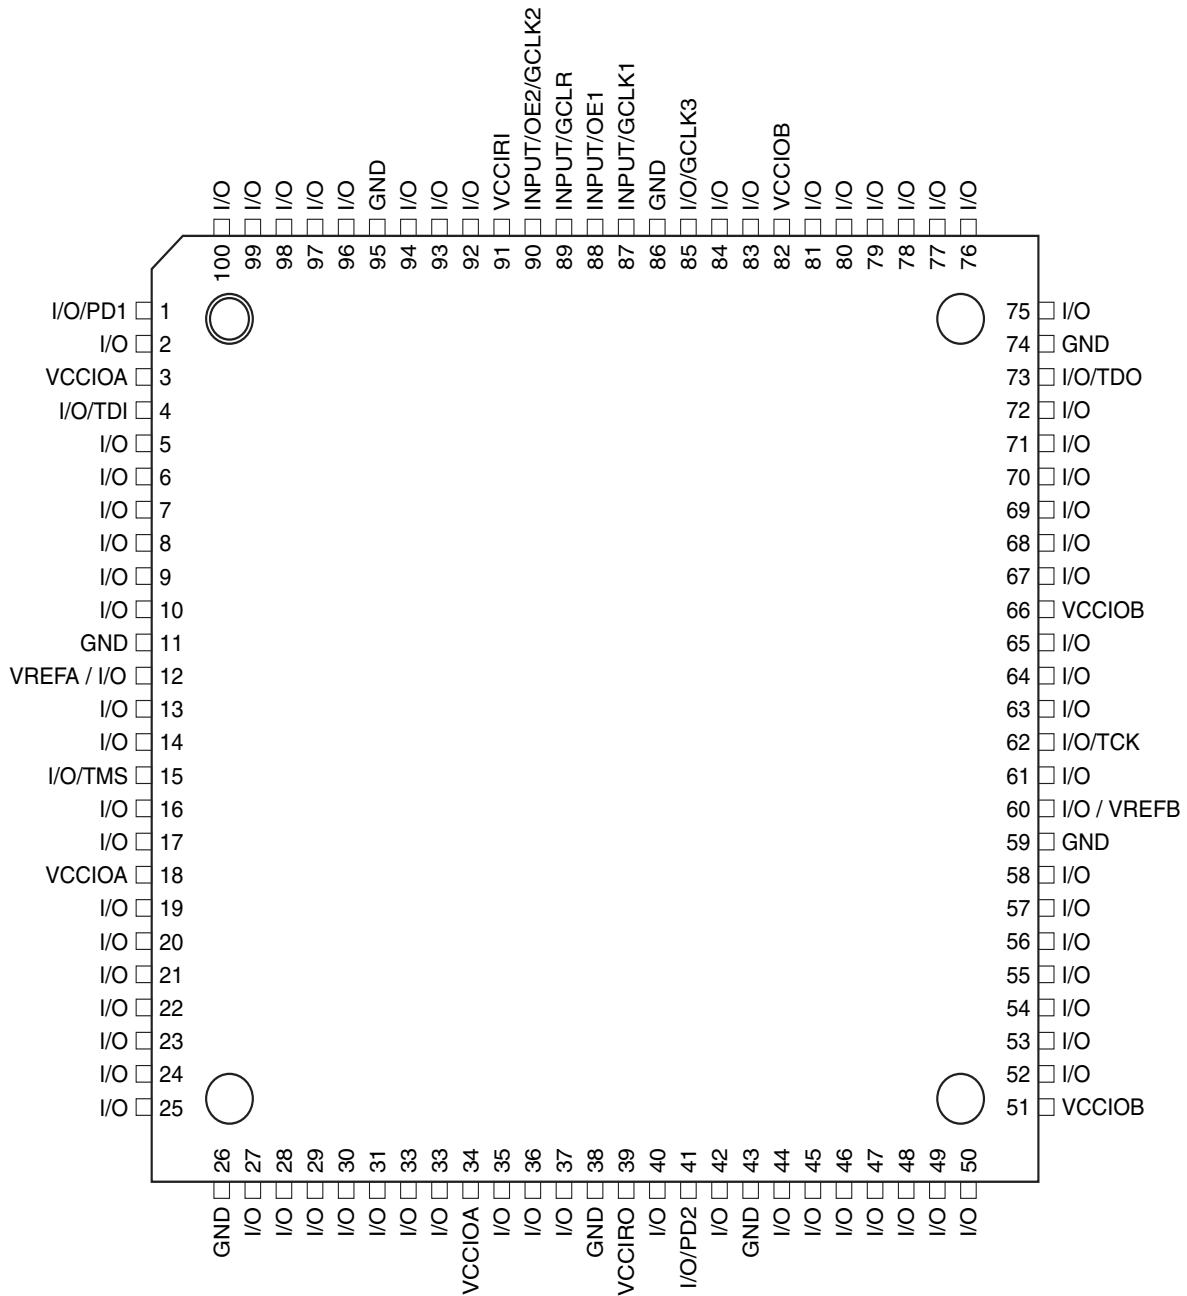 I/O
I/O
I/O
I/O
I/O
GND
I/O
I/O
I/O
VCCIRI
INPUT/OE2/GCLK2
INPUT/GCLR
INPUT/OE1
INPUT/GCLK1
GND
I/O/GCLK3
I/O
I/O
VCCIOB
I/O
I/O
I/O
I/O
I/O
I/O
100
99
98
97
96
95
94
93
92
91
90
89
88
87
86
85
84
83
82
81
80
79
78
77
76
I/O/PD1 1
I/O 2
VCCIOA 3
I/O/TDI 4
I/O 5
I/O 6
I/O 7
I/O 8
I/O 9
I/O 10
GND 11
VREFA / I/O 12
I/O 13
I/O 14
I/O/TMS 15
I/O 16
I/O 17
VCCIOA 18
I/O 19
I/O 20
I/O 21
I/O 22
I/O 23
I/O 24
I/O 25
75 I/O
74 GND
73 I/O/TDO
72 I/O
71 I/O
70 I/O
69 I/O
68 I/O
67 I/O
66 VCCIOB
65 I/O
64 I/O
63 I/O
62 I/O/TCK
61 I/O
60 I/O / VREFB
59 GND
58 I/O
57 I/O
56 I/O
55 I/O
54 I/O
53 I/O
52 I/O
51 VCCIOB
26
27
28
29
30
31
33
33
34
35
36
37
38
39
40
41
42
43
44
45
46
47
48
49
50
GND
I/O
I/O
I/O
I/O
I/O
I/O
I/O
VCCIOA
I/O
I/O
I/O
GND
VCCIRO
I/O
I/O/PD2
I/O
GND
I/O
I/O
I/O
I/O
I/O
I/O
I/O